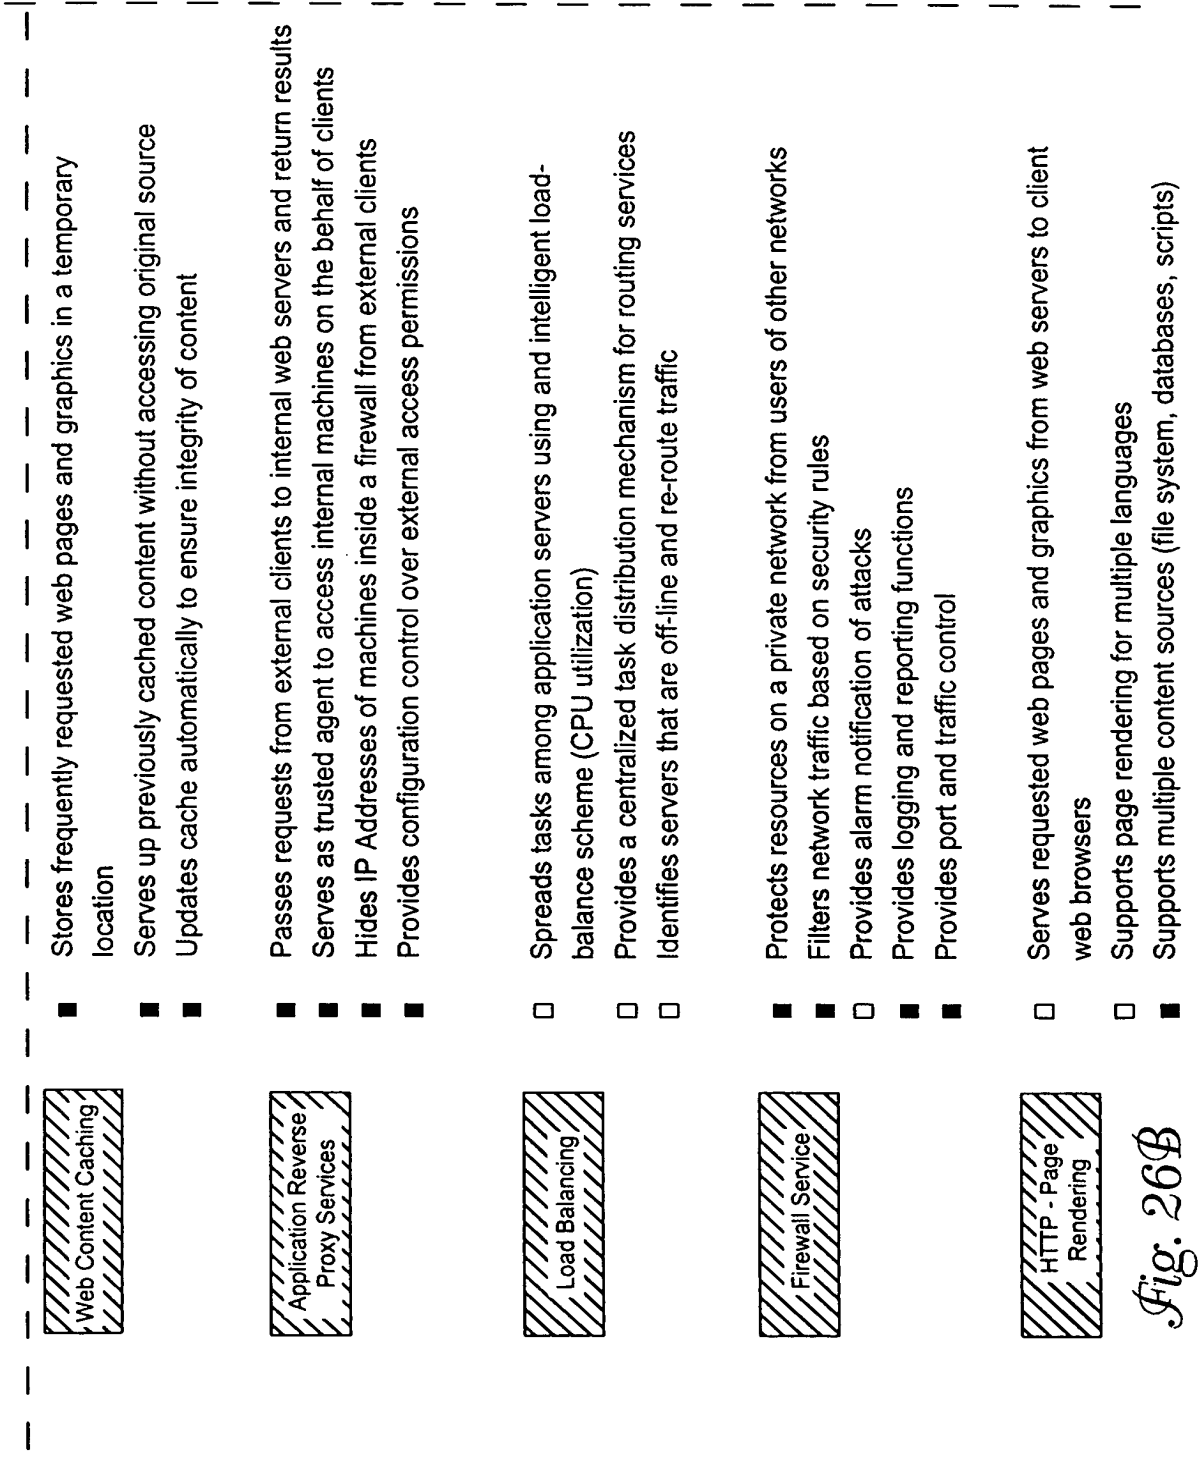 Web Content Caching
■ Stores frequently requested web pages and graphics in a temporary
location
■ Serves up previously cached content without accessing original source
■ Updates cache automatically to ensure integrity of content
Application Reverse
Proxy Services
■ Passes requests from external clients to internal web servers and return results
■ Serves as trusted agent to access internal machines on the behalf of clients
■ Hides IP Addresses of machines inside a firewall from external clients
■ Provides configuration control over external access permissions
Load Balancing
□ Spreads tasks among application servers using and intelligent load-
balance scheme (CPU utilization)
□ Provides a centralized task distribution mechanism for routing services
□ Identifies servers that are off-line and re-route traffic
Firewall Service
■ Protects resources on a private network from users of other networks
■ Filters network traffic based on security rules
□ Provides alarm notification of attacks
■ Provides logging and reporting functions
■ Provides port and traffic control
HTTP - Page
Rendering
□ Serves requested web pages and graphics from web servers to client
web browsers
□ Supports page rendering for multiple languages
■ Supports multiple content sources (file system, databases, scripts)
Fig. 26B